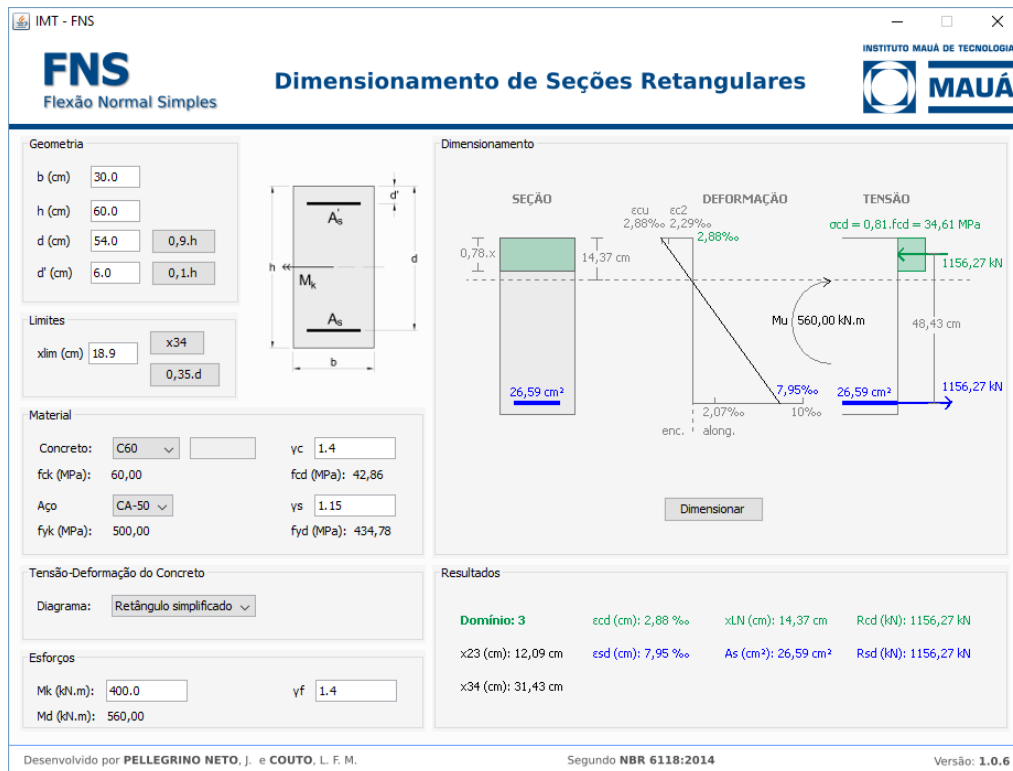 IMT - FNS
FNS
Flexão Normal Simples
Dimensionamento de Seções Retangulares
INSTITUTO MAUÁ DE TECNOLOGIA
MAUÁ
Geometria
b (cm) 30.0
h (cm) 60.0
d (cm) 54.0 0,9.h
d' (cm) 6.0 0,1.h
Limites
xlim (cm) 18.9 x34
0,35.d
d'
A's
h
d
Mk
As
b
Material
Concreto: C60 γc 1.4
fck (MPa): 60,00 fcd (MPa): 42,86
Aço CA-50 γs 1.15
fyk (MPa): 500,00 fyd (MPa): 434,78
Tensão-Deformação do Concreto
Diagrama: Retângulo simplificado
Esforços
Mk (kN.m): 400.0 γf 1.4
Md (kN.m): 560,00
Dimensionamento
SEÇÃO DEFORMAÇÃO TENSÃO
εcu εc2
2,88‰ 2,29‰
2,88‰
σcd = 0,81.fcd = 34,61 MPa
0,78.x
14,37 cm
1156,27 kN
Mu 560,00 kN.m
48,43 cm
26,59 cm²
7,95‰
26,59 cm²
1156,27 kN
2,07‰ 10‰
enc. along.
Dimensionar
Resultados
Domínio: 3 εcd (cm): 2,88 ‰ xLN (cm): 14,37 cm Rcd (kN): 1156,27 kN
x23 (cm): 12,09 cm εsd (cm): 7,95 ‰ As (cm²): 26,59 cm² Rsd (kN): 1156,27 kN
x34 (cm): 31,43 cm
Desenvolvido por PELLEGRINO NETO, J. e COUTO, L. F. M. Segundo NBR 6118:2014 Versão: 1.0.6